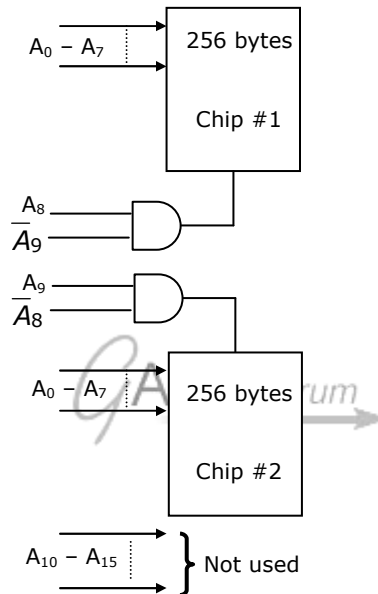 256 bytes
A₀ – A₇
Chip #1
A₈
A̅₉
A₉
A̅₈
A₀ – A₇
256 bytes
rum
Chip #2
A₁₀ – A₁₅
Not used